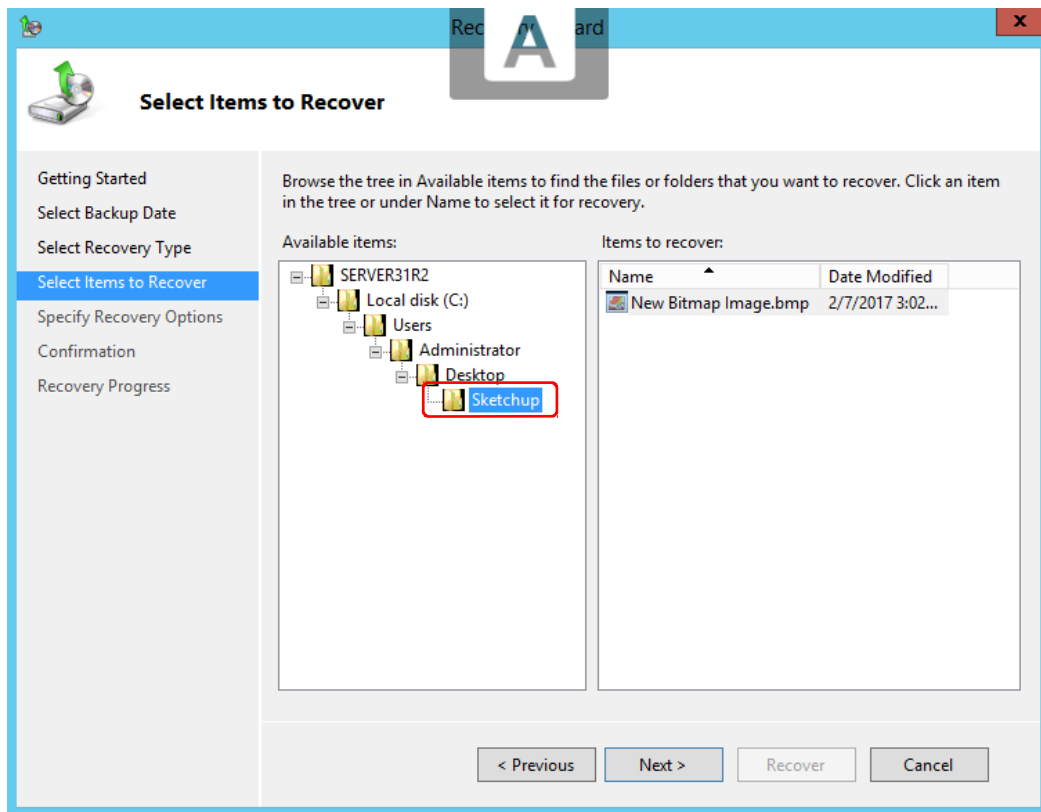 Rec
ard
A
x
Select Items to Recover
Getting Started
Select Backup Date
Select Recovery Type
Select Items to Recover
Specify Recovery Options
Confirmation
Recovery Progress
Browse the tree in Available items to find the files or folders that you want to recover. Click an item
in the tree or under Name to select it for recovery.
Available items:
SERVER31R2
Local disk (C:)
Users
Administrator
Desktop
Sketchup
Items to recover:
Name Date Modified
New Bitmap Image.bmp 2/7/2017 3:02...
< Previous Next > Recover Cancel